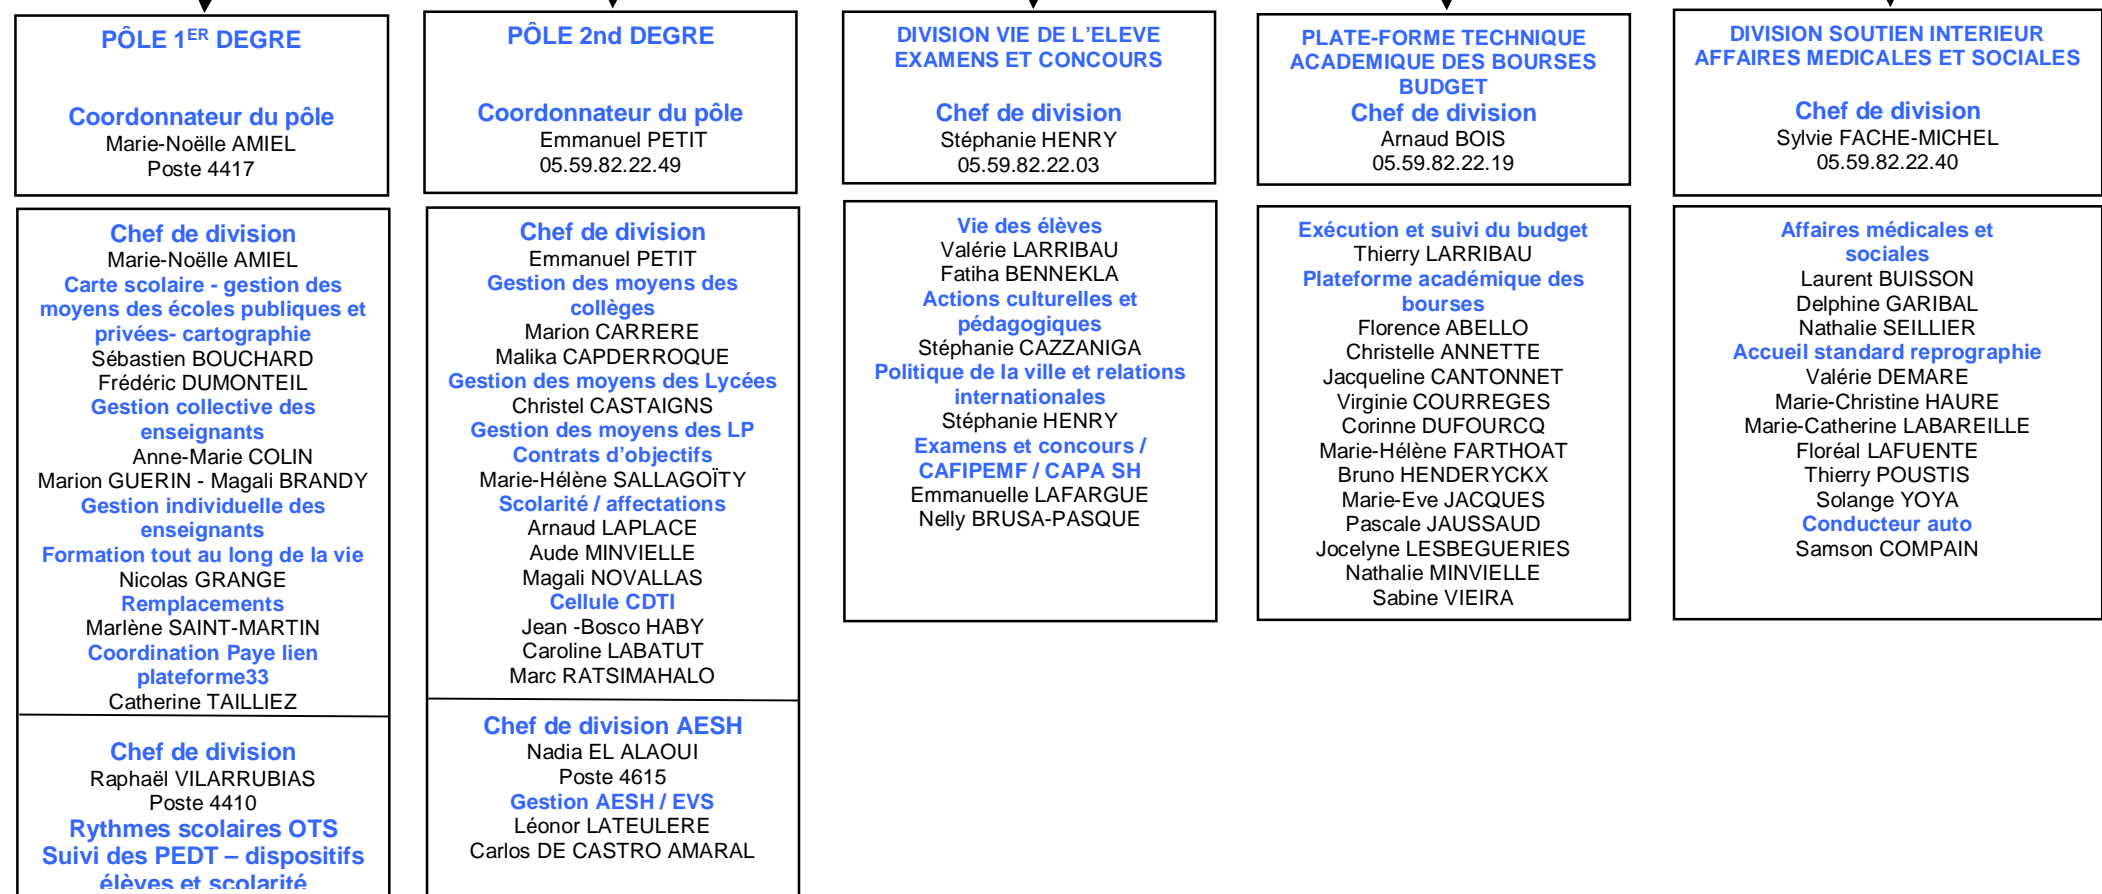 PÔLE 1ER DEGRE
Coordonnateur du pôle
Marie-Noëlle AMIEL
Poste 4417
Chef de division
Marie-Noëlle AMIEL
Carte scolaire - gestion des
moyens des écoles publiques et
privées- cartographie
Sébastien BOUCHARD
Frédéric DUMONTEIL
Gestion collective des
enseignants
Anne-Marie COLIN
Marion GUERIN - Magali BRANDY
Gestion individuelle des
enseignants
Formation tout au long de la vie
Nicolas GRANGE
Remplacements
Marlène SAINT-MARTIN
Coordination Paye lien
plateforme33
Catherine TAILLIEZ
Chef de division
Raphaël VILARRUBIAS
Poste 4410
Rythmes scolaires OTS
Suivi des PEDT – dispositifs
élèves et scolarité
PÔLE 2nd DEGRE
Coordonnateur du pôle
Emmanuel PETIT
05.59.82.22.49
Chef de division
Emmanuel PETIT
Gestion des moyens des
collèges
Marion CARRERE
Malika CAPDERROQUE
Gestion des moyens des Lycées
Christel CASTAIGNS
Gestion des moyens des LP
Contrats d'objectifs
Marie-Hélène SALLAGOÏTY
Scolarité / affectations
Arnaud LAPLACE
Aude MINVIELLE
Magali NOVALLAS
Cellule CDTI
Jean -Bosco HABY
Caroline LABATUT
Marc RATSIMAHALO
Chef de division AESH
Nadia EL ALAOUI
Poste 4615
Gestion AESH / EVS
Léonor LATEULERE
Carlos DE CASTRO AMARAL
DIVISION VIE DE L'ELEVE
EXAMENS ET CONCOURS
Chef de division
Stéphanie HENRY
05.59.82.22.03
Vie des élèves
Valérie LARRIBAU
Fatiha BENNEKLA
Actions culturelles et
pédagogiques
Stéphanie CAZZANIGA
Politique de la ville et relations
internationales
Stéphanie HENRY
Examens et concours /
CAFIPEMF / CAPA SH
Emmanuelle LAFARGUE
Nelly BRUSA-PASQUE
PLATE-FORME TECHNIQUE
ACADEMIQUE DES BOURSES
BUDGET
Chef de division
Arnaud BOIS
05.59.82.22.19
Exécution et suivi du budget
Thierry LARRIBAU
Plateforme académique des
bourses
Florence ABELLO
Christelle ANNETTE
Jacqueline CANTONNET
Virginie COURREGES
Corinne DUFOURCQ
Marie-Hélène FARTHOAT
Bruno HENDERYCKX
Marie-Eve JACQUES
Pascale JAUSSAUD
Jocelyne LESBEGUERIES
Nathalie MINVIELLE
Sabine VIEIRA
DIVISION SOUTIEN INTERIEUR
AFFAIRES MEDICALES ET SOCIALES
Chef de division
Sylvie FACHE-MICHEL
05.59.82.22.40
Affaires médicales et
sociales
Laurent BUISSON
Delphine GARIBAL
Nathalie SEILLIER
Accueil standard reprographie
Valérie DEMARE
Marie-Christine HAURE
Marie-Catherine LABAREILLE
Floréal LAFUENTE
Thierry POUSTIS
Solange YOYA
Conducteur auto
Samson COMPAIN